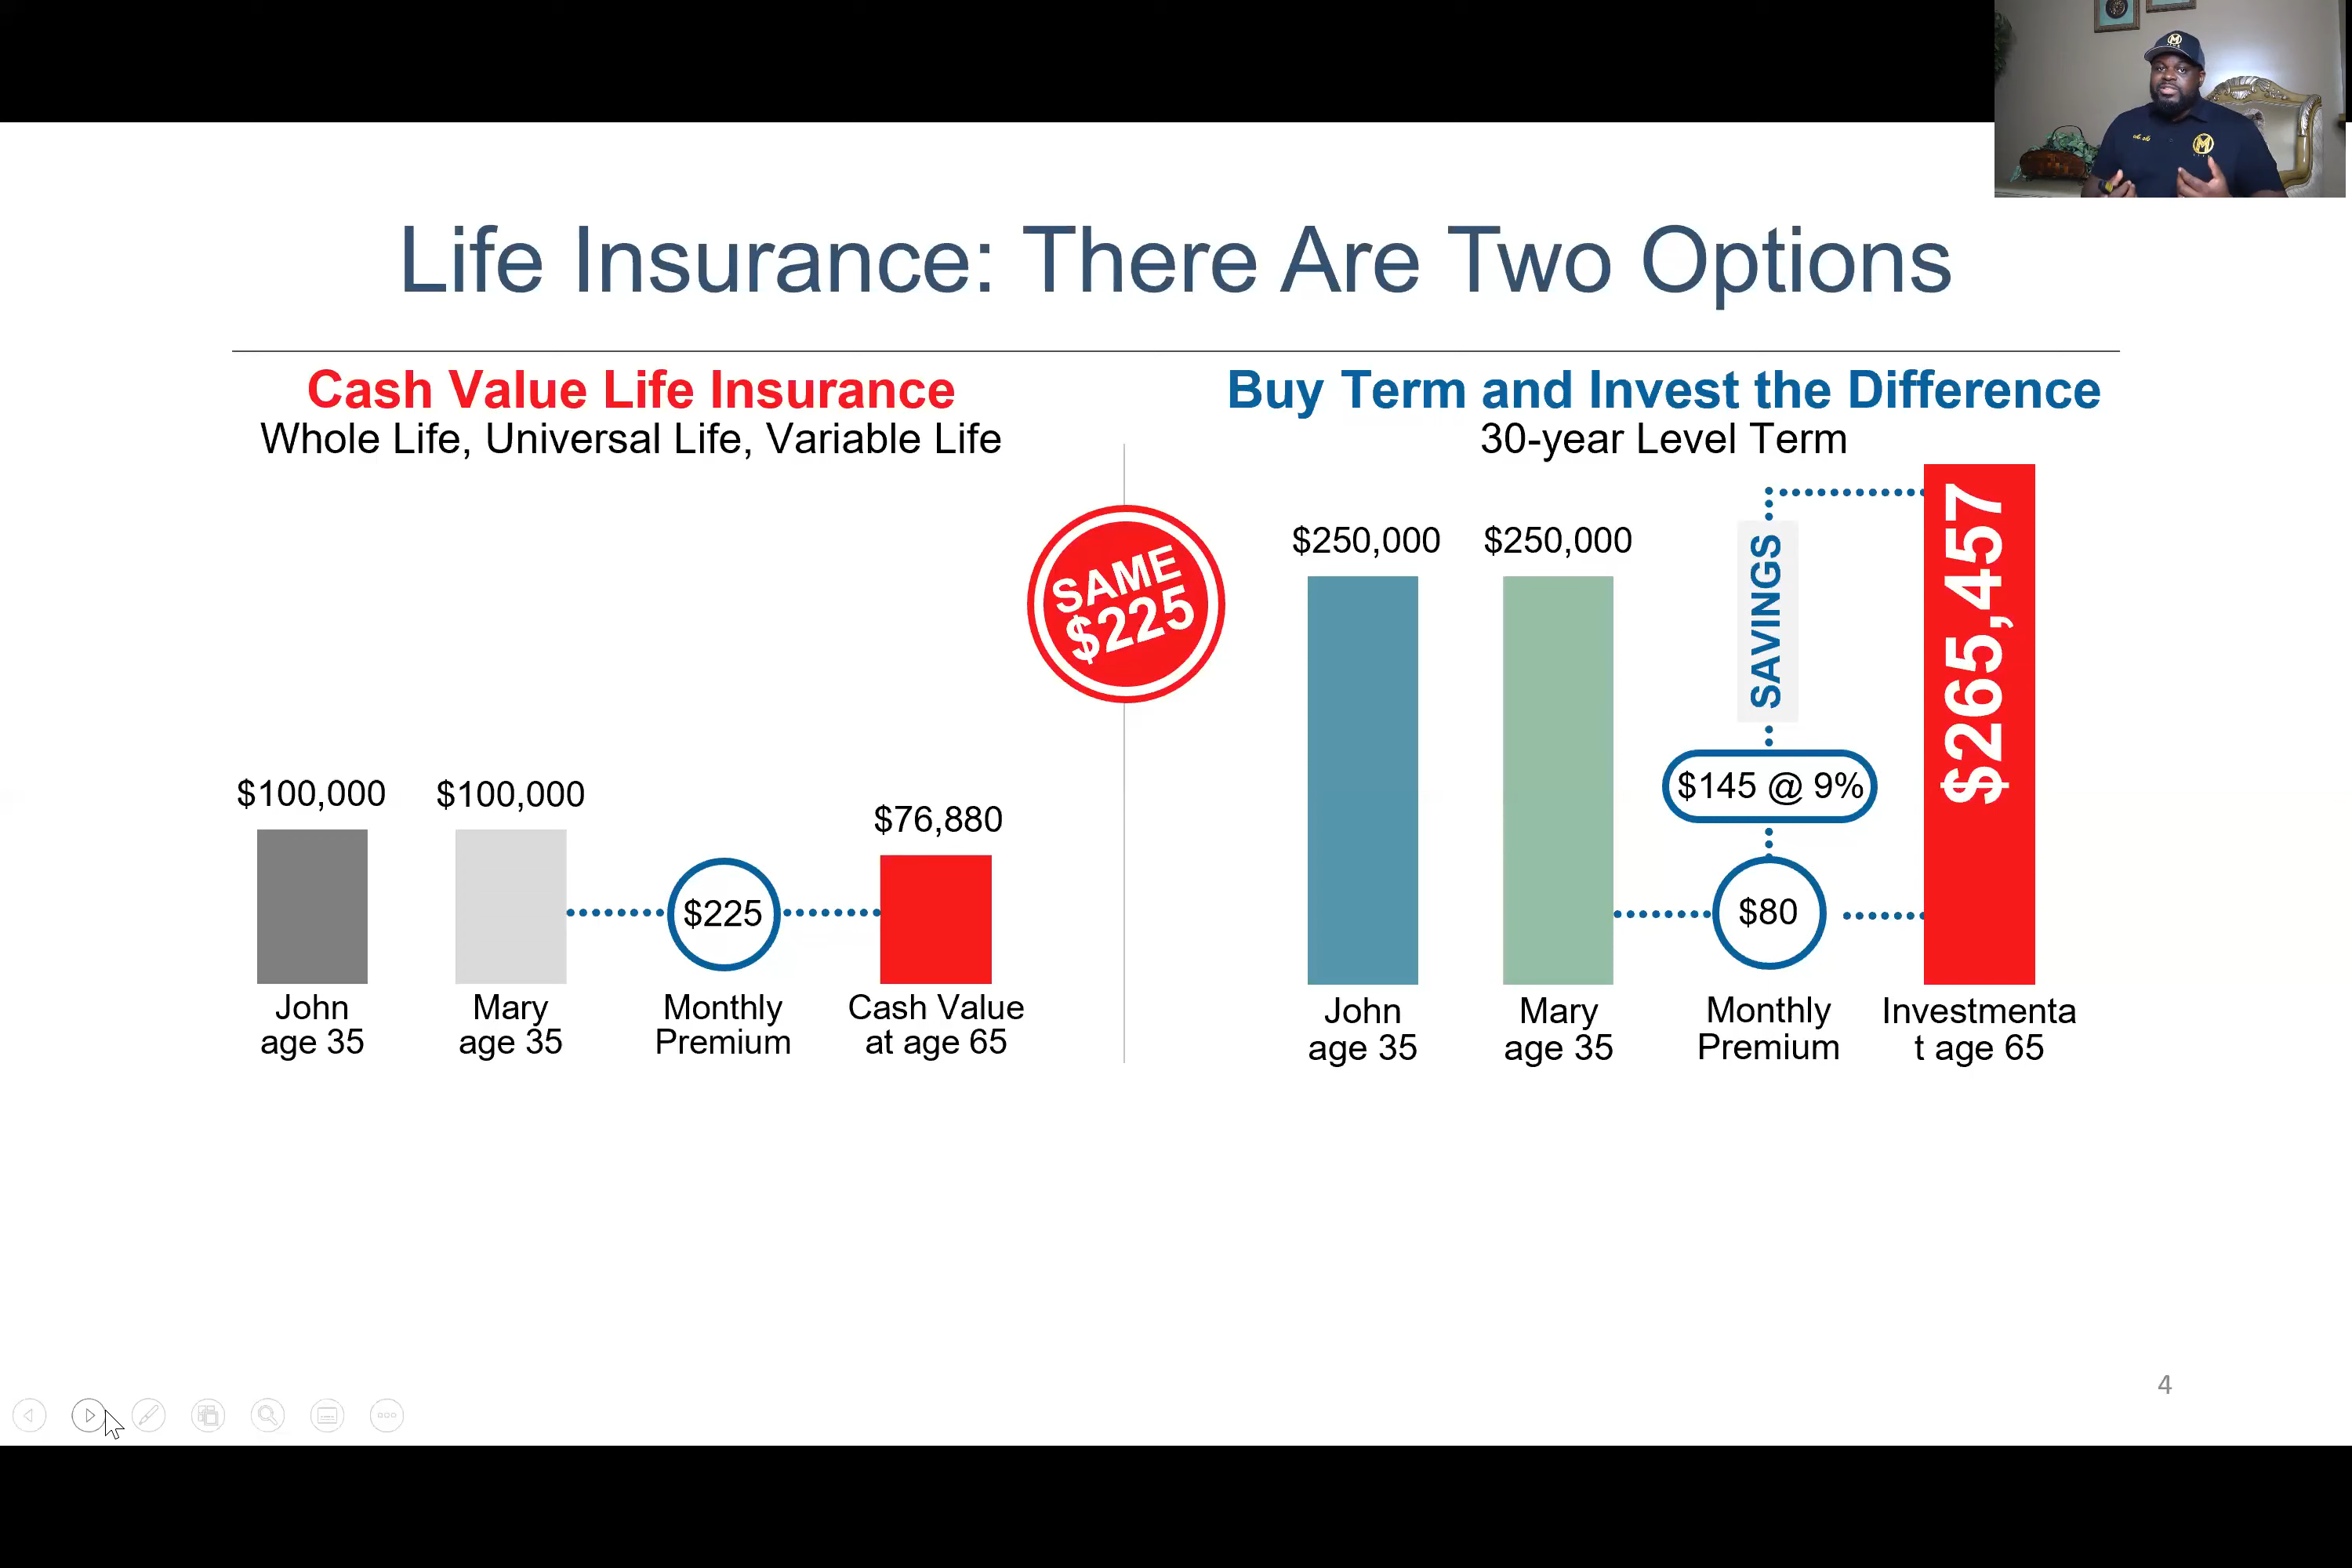 Life Insurance: There Are Two Options
Cash Value Life Insurance
Whole Life, Universal Life, Variable Life
$100,000
$100,000
$76,880
$225
John
age 35
Mary
age 35
Monthly
Premium
Cash Value
at age 65
SAME
$225
Buy Term and Invest the Difference
30-year Level Term
$250,000
$250,000
SAVINGS
$145 @ 9%
$80
$265,457
John
age 35
Mary
age 35
Monthly
Premium
Investmenta
t age 65
4
M
M